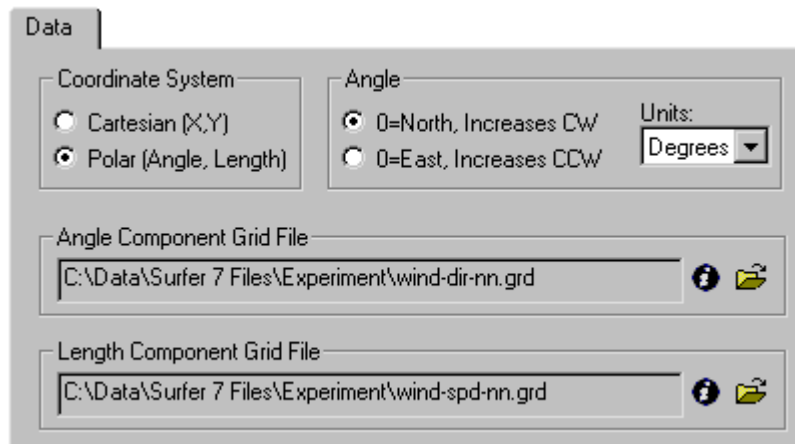 Data
Coordinate System
Cartesian (X,Y)
Polar (Angle, Length)
Angle
0=North, Increases CW
0=East, Increases CCW
Units:
Degrees
Angle Component Grid File
C:\Data\Surfer 7 Files\Experiment\wind-dir-nn.grd
Length Component Grid File
C:\Data\Surfer 7 Files\Experiment\wind-spd-nn.grd